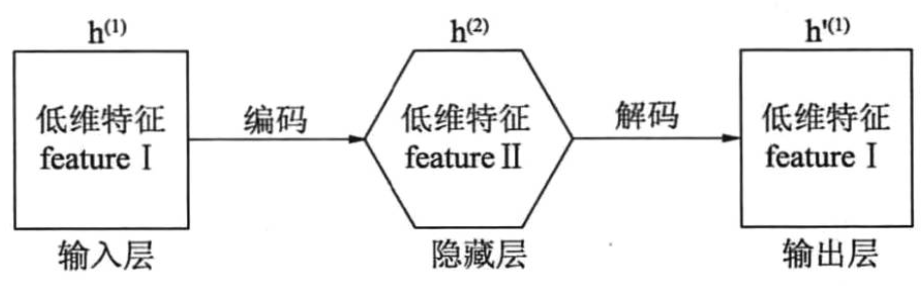 h⁽¹⁾
低维特征
feature Ⅰ
输入层
编码
h⁽²⁾
低维特征
feature Ⅱ
隐藏层
解码
h'⁽¹⁾
低维特征
feature Ⅰ
输出层